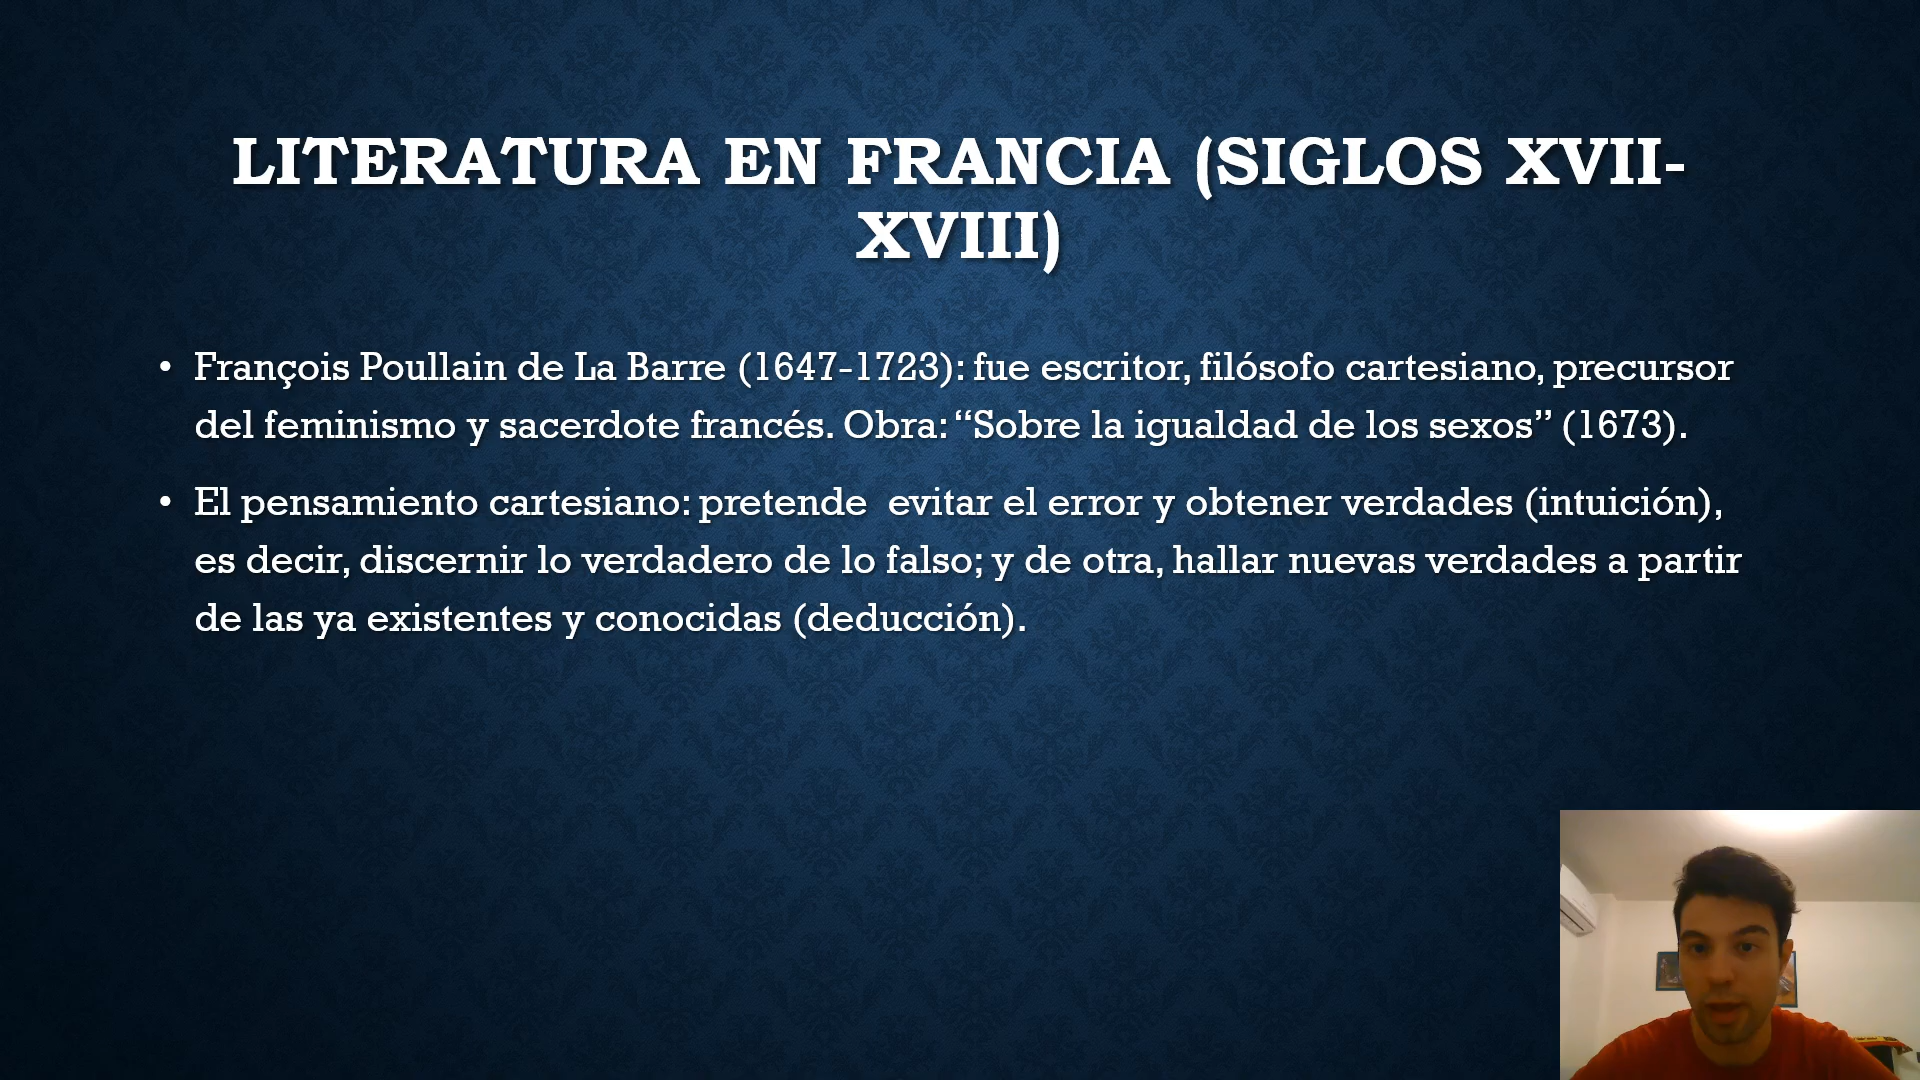 LITERATURA EN FRANCIA (SIGLOS XVII-
XVIII)
• François Poullain de La Barre (1647-1723): fue escritor, filósofo cartesiano, precursor
del feminismo y sacerdote francés. Obra: “Sobre la igualdad de los sexos” (1673).
• El pensamiento cartesiano: pretende  evitar el error y obtener verdades (intuición),
es decir, discernir lo verdadero de lo falso; y de otra, hallar nuevas verdades a partir
de las ya existentes y conocidas (deducción).